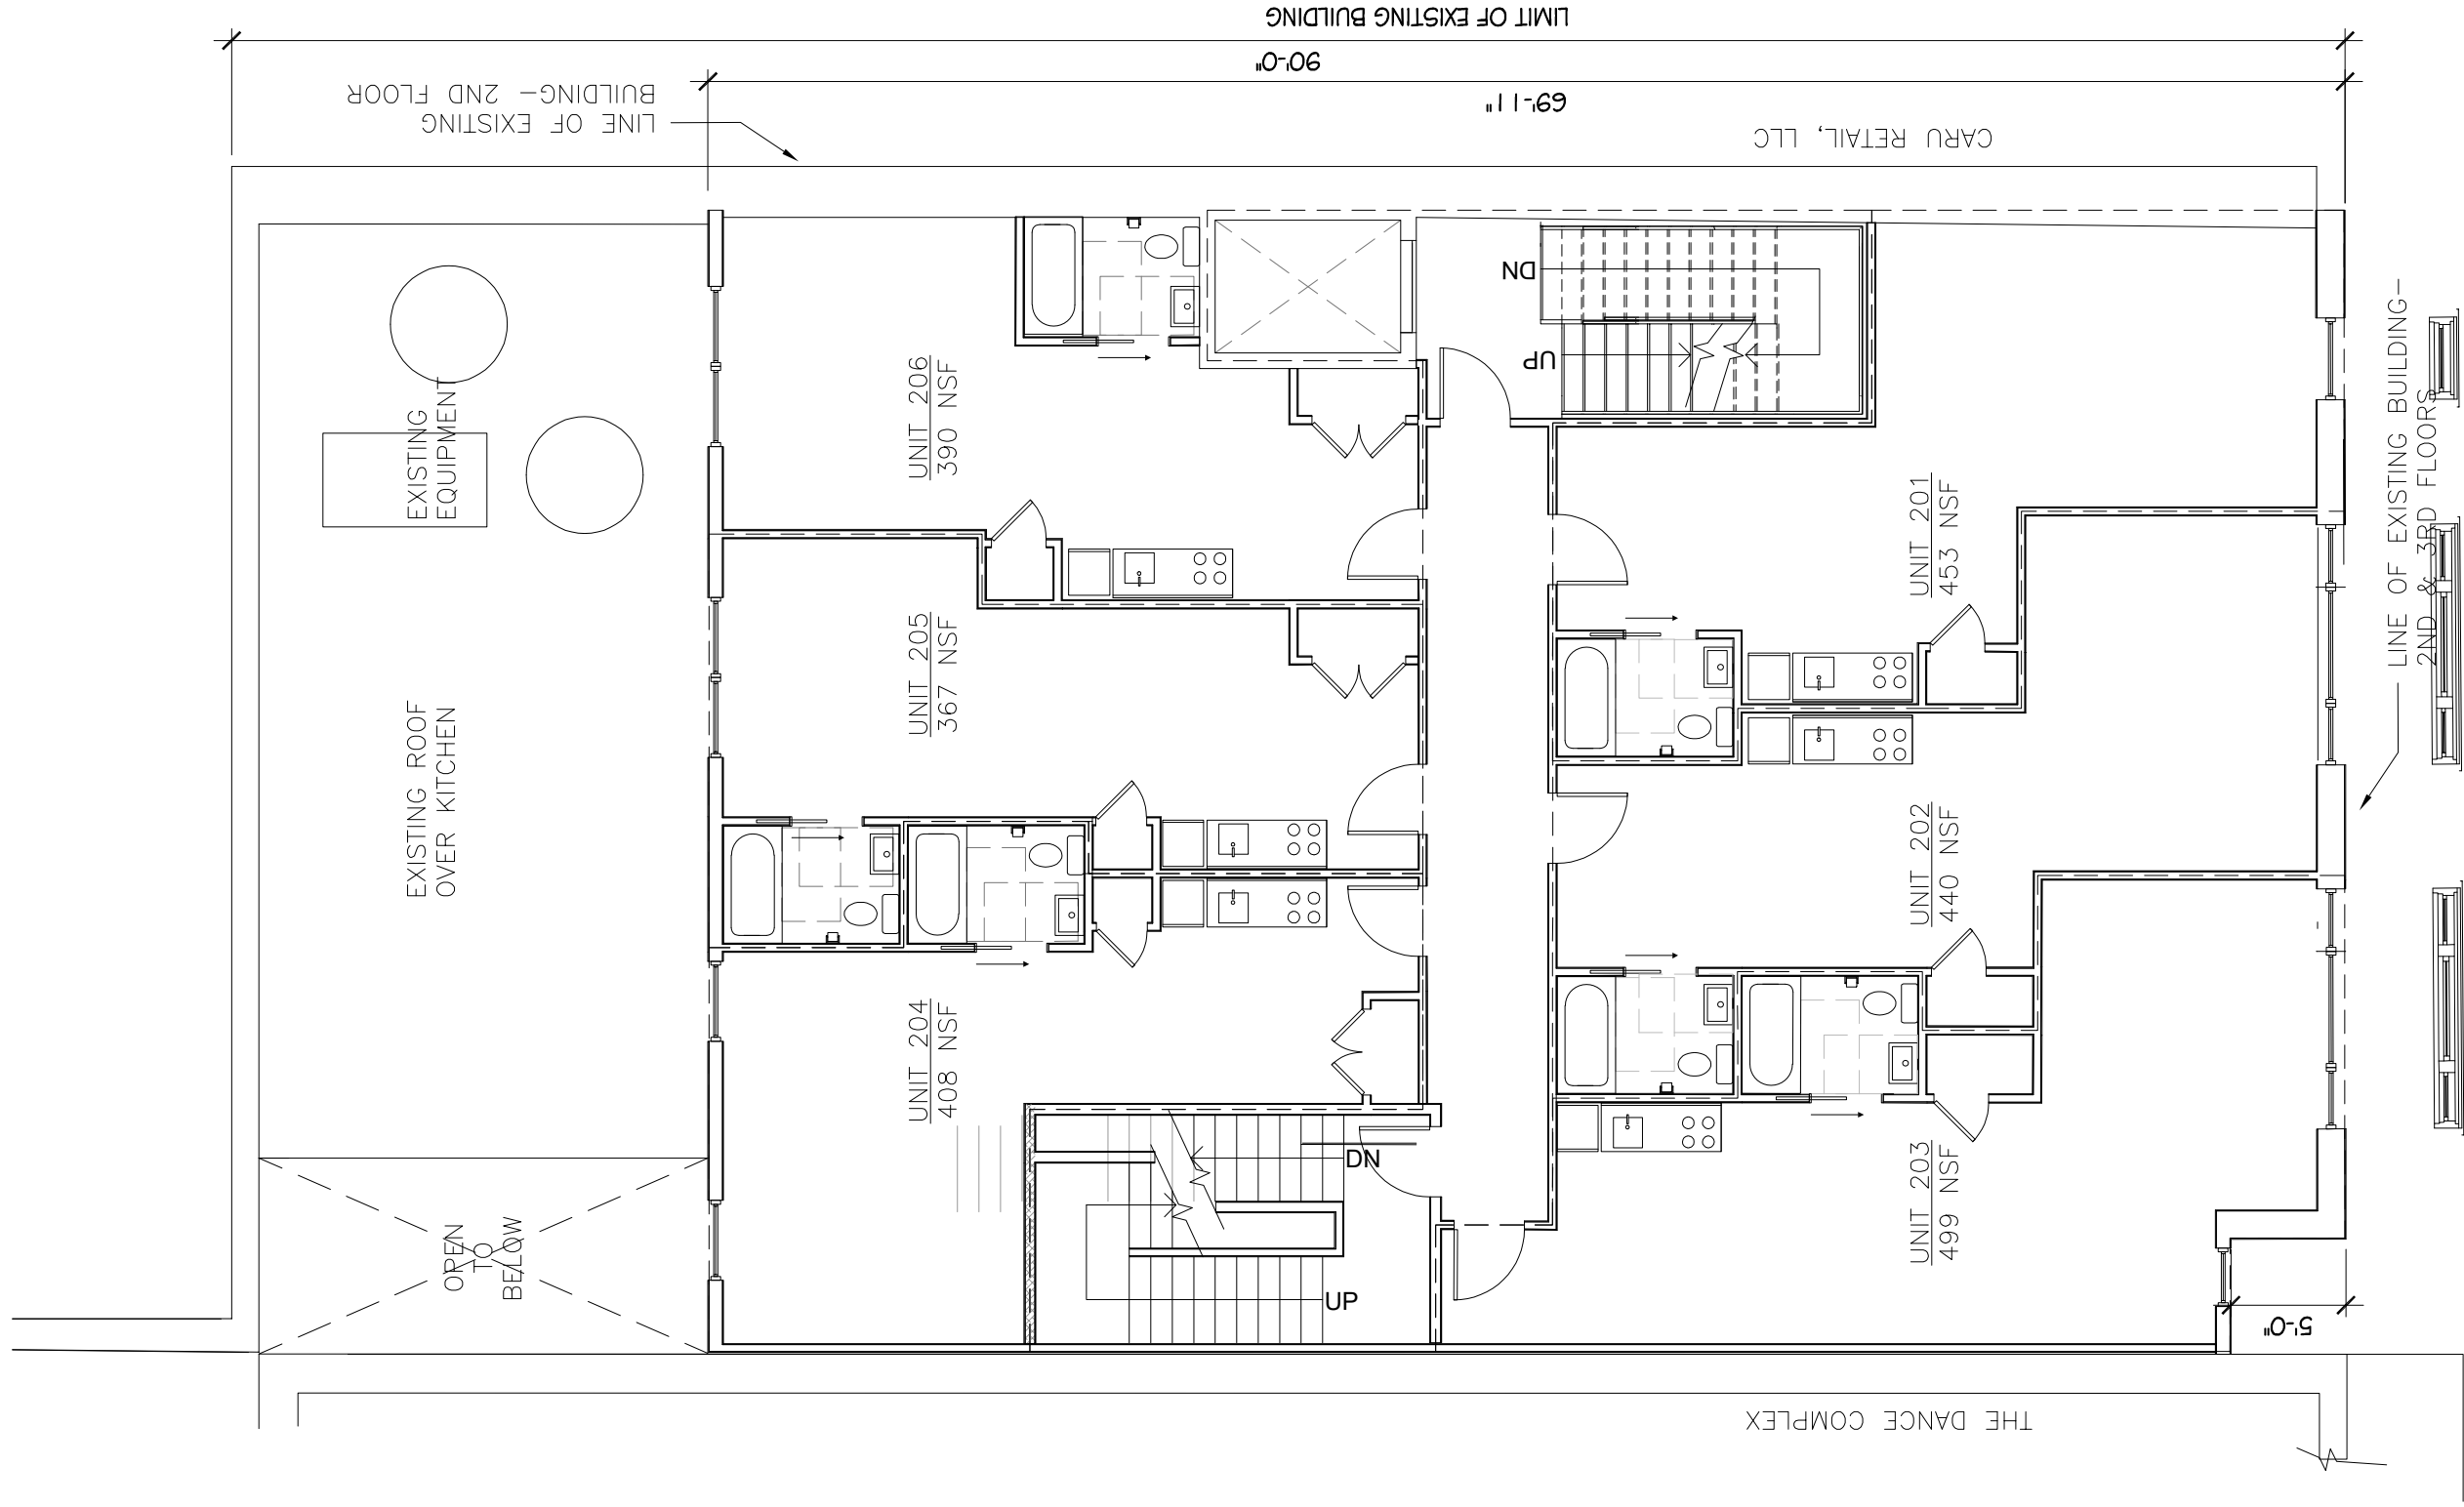 LIMIT OF EXISTING BUILDING
90'-0"
69'-11"
LINE OF EXISTING
BUILDING- 2ND FLOOR
CARU RETAIL, LLC
EXISTING
EQUIPMENT
EXISTING ROOF
OVER KITCHEN
OPEN
TO
BELOW
UNIT 206
390 NSF
UNIT 205
367 NSF
UNIT 204
408 NSF
DN
UP
DN
UP
UNIT 201
453 NSF
UNIT 202
440 NSF
UNIT 203
499 NSF
LINE OF EXISTING BUILDING-
2ND & 3RD FLOORS
5'-0"
THE DANCE COMPLEX